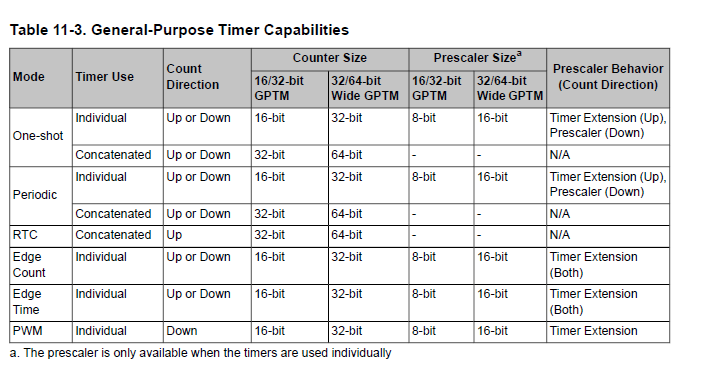 Table 11-3. General-Purpose Timer Capabilities
Mode Timer Use Count Direction Counter Size Prescaler Sizeᵃ Prescaler Behavior (Count Direction)
16/32-bit GPTM 32/64-bit Wide GPTM 16/32-bit GPTM 32/64-bit Wide GPTM
One-shot Individual Up or Down 16-bit 32-bit 8-bit 16-bit Timer Extension (Up), Prescaler (Down)
Concatenated Up or Down 32-bit 64-bit - - N/A
Periodic Individual Up or Down 16-bit 32-bit 8-bit 16-bit Timer Extension (Up), Prescaler (Down)
Concatenated Up or Down 32-bit 64-bit - - N/A
RTC Concatenated Up 32-bit 64-bit - - N/A
Edge Count Individual Up or Down 16-bit 32-bit 8-bit 16-bit Timer Extension (Both)
Edge Time Individual Up or Down 16-bit 32-bit 8-bit 16-bit Timer Extension (Both)
PWM Individual Down 16-bit 32-bit 8-bit 16-bit Timer Extension
a. The prescaler is only available when the timers are used individually